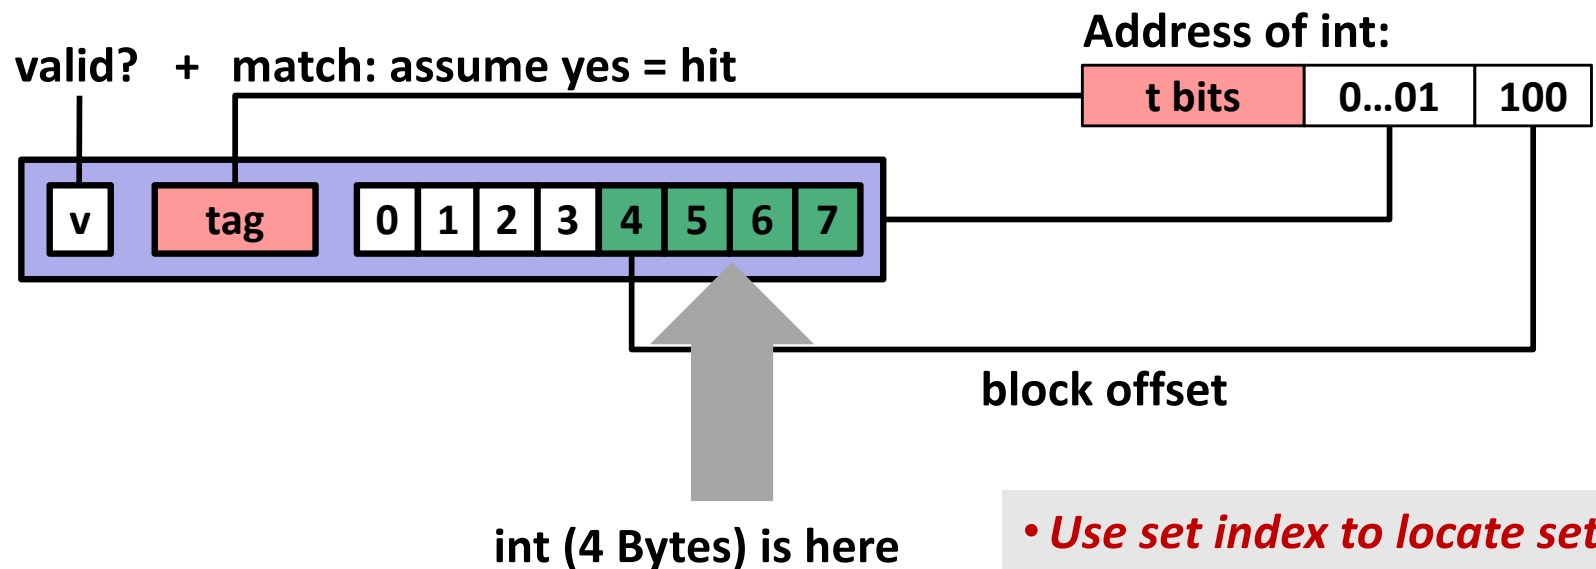 Address of int:
valid? + match: assume yes = hit
t bits 0...01 100
v tag 0 1 2 3 4 5 6 7
block offset
int (4 Bytes) is here
• Use set index to locate set